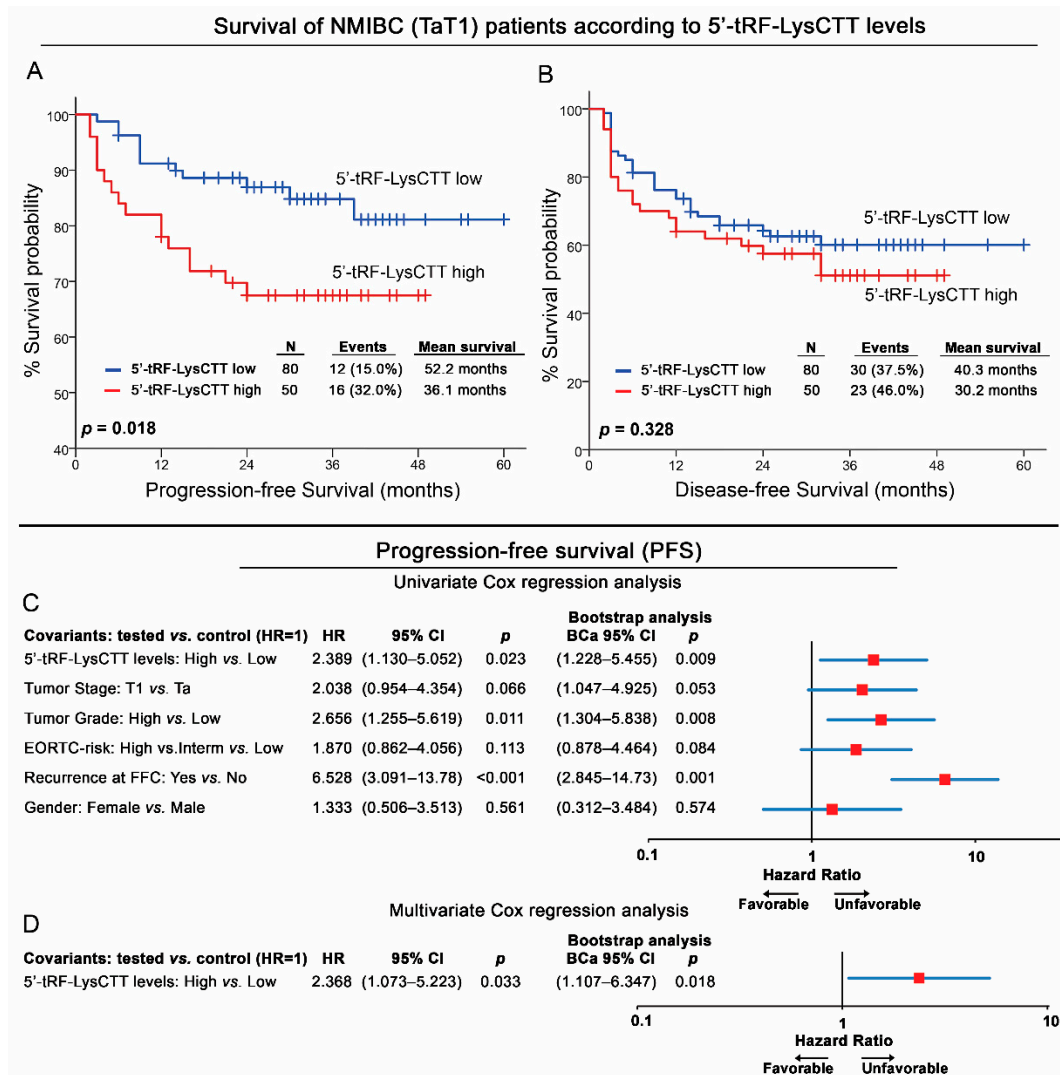 Survival of NMIBC (TaT1) patients according to 5'-tRF-LysCTT levels
A
% Survival probability
100
90
80
70
60
50
40
5'-tRF-LysCTT low
5'-tRF-LysCTT high
N Events Mean survival
5'-tRF-LysCTT low 80 12 (15.0%) 52.2 months
5'-tRF-LysCTT high 50 16 (32.0%) 36.1 months
p = 0.018
0 12 24 36 48 60
Progression-free Survival (months)
B
% Survival probability
100
80
60
40
20
0
5'-tRF-LysCTT low
5'-tRF-LysCTT high
N Events Mean survival
5'-tRF-LysCTT low 80 30 (37.5%) 40.3 months
5'-tRF-LysCTT high 50 23 (46.0%) 30.2 months
p = 0.328
0 12 24 36 48 60
Disease-free Survival (months)
Progression-free survival (PFS)
Univariate Cox regression analysis
C
Bootstrap analysis
Covariants: tested vs. control (HR=1) HR 95% CI p BCa 95% CI p
5'-tRF-LysCTT levels: High vs. Low 2.389 (1.130–5.052) 0.023 (1.228–5.455) 0.009
Tumor Stage: T1 vs. Ta 2.038 (0.954–4.354) 0.066 (1.047–4.925) 0.053
Tumor Grade: High vs. Low 2.656 (1.255–5.619) 0.011 (1.304–5.838) 0.008
EORTC-risk: High vs.Interm vs. Low 1.870 (0.862–4.056) 0.113 (0.878–4.464) 0.084
Recurrence at FFC: Yes vs. No 6.528 (3.091–13.78) <0.001 (2.845–14.73) 0.001
Gender: Female vs. Male 1.333 (0.506–3.513) 0.561 (0.312–3.484) 0.574
0.1 1 10
Hazard Ratio
Favorable Unfavorable
Multivariate Cox regression analysis
D
Bootstrap analysis
Covariants: tested vs. control (HR=1) HR 95% CI p BCa 95% CI p
5'-tRF-LysCTT levels: High vs. Low 2.368 (1.073–5.223) 0.033 (1.107–6.347) 0.018
0.1 1 10
Hazard Ratio
Favorable Unfavorable